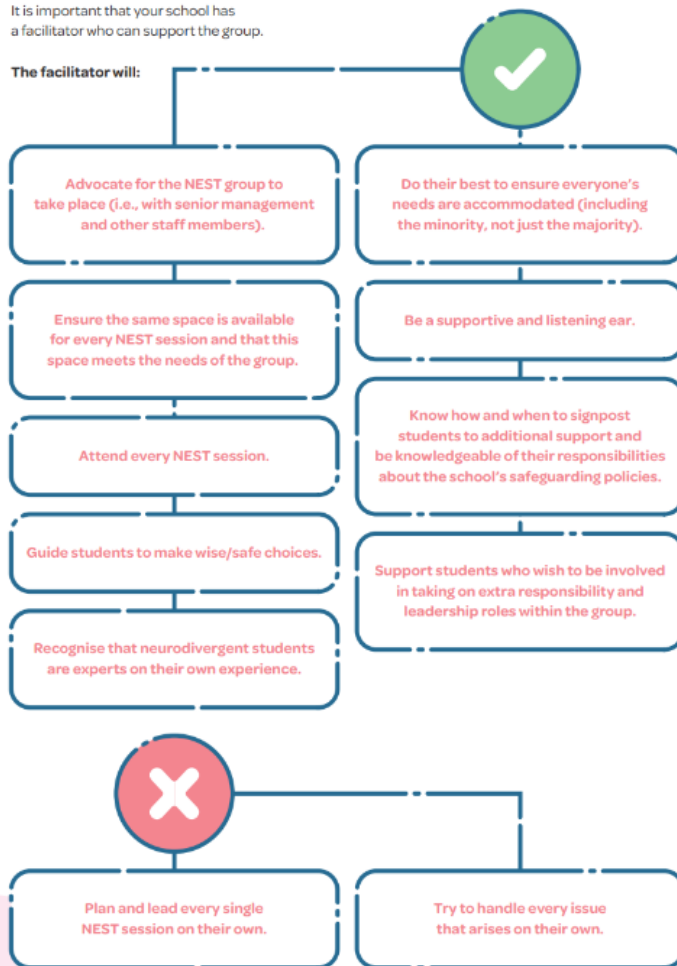 It is important that your school has
a facilitator who can support the group.
The facilitator will:
Advocate for the NEST group to
take place (i.e., with senior management
and other staff members).
Ensure the same space is available
for every NEST session and that this
space meets the needs of the group.
Attend every NEST session.
Guide students to make wise/safe choices.
Recognise that neurodivergent students
are experts on their own experience.
Do their best to ensure everyone's
needs are accommodated (including
the minority, not just the majority).
Be a supportive and listening ear.
Know how and when to signpost
students to additional support and
be knowledgeable of their responsibilities
about the school's safeguarding policies.
Support students who wish to be involved
in taking on extra responsibility and
leadership roles within the group.
Plan and lead every single
NEST session on their own.
Try to handle every issue
that arises on their own.